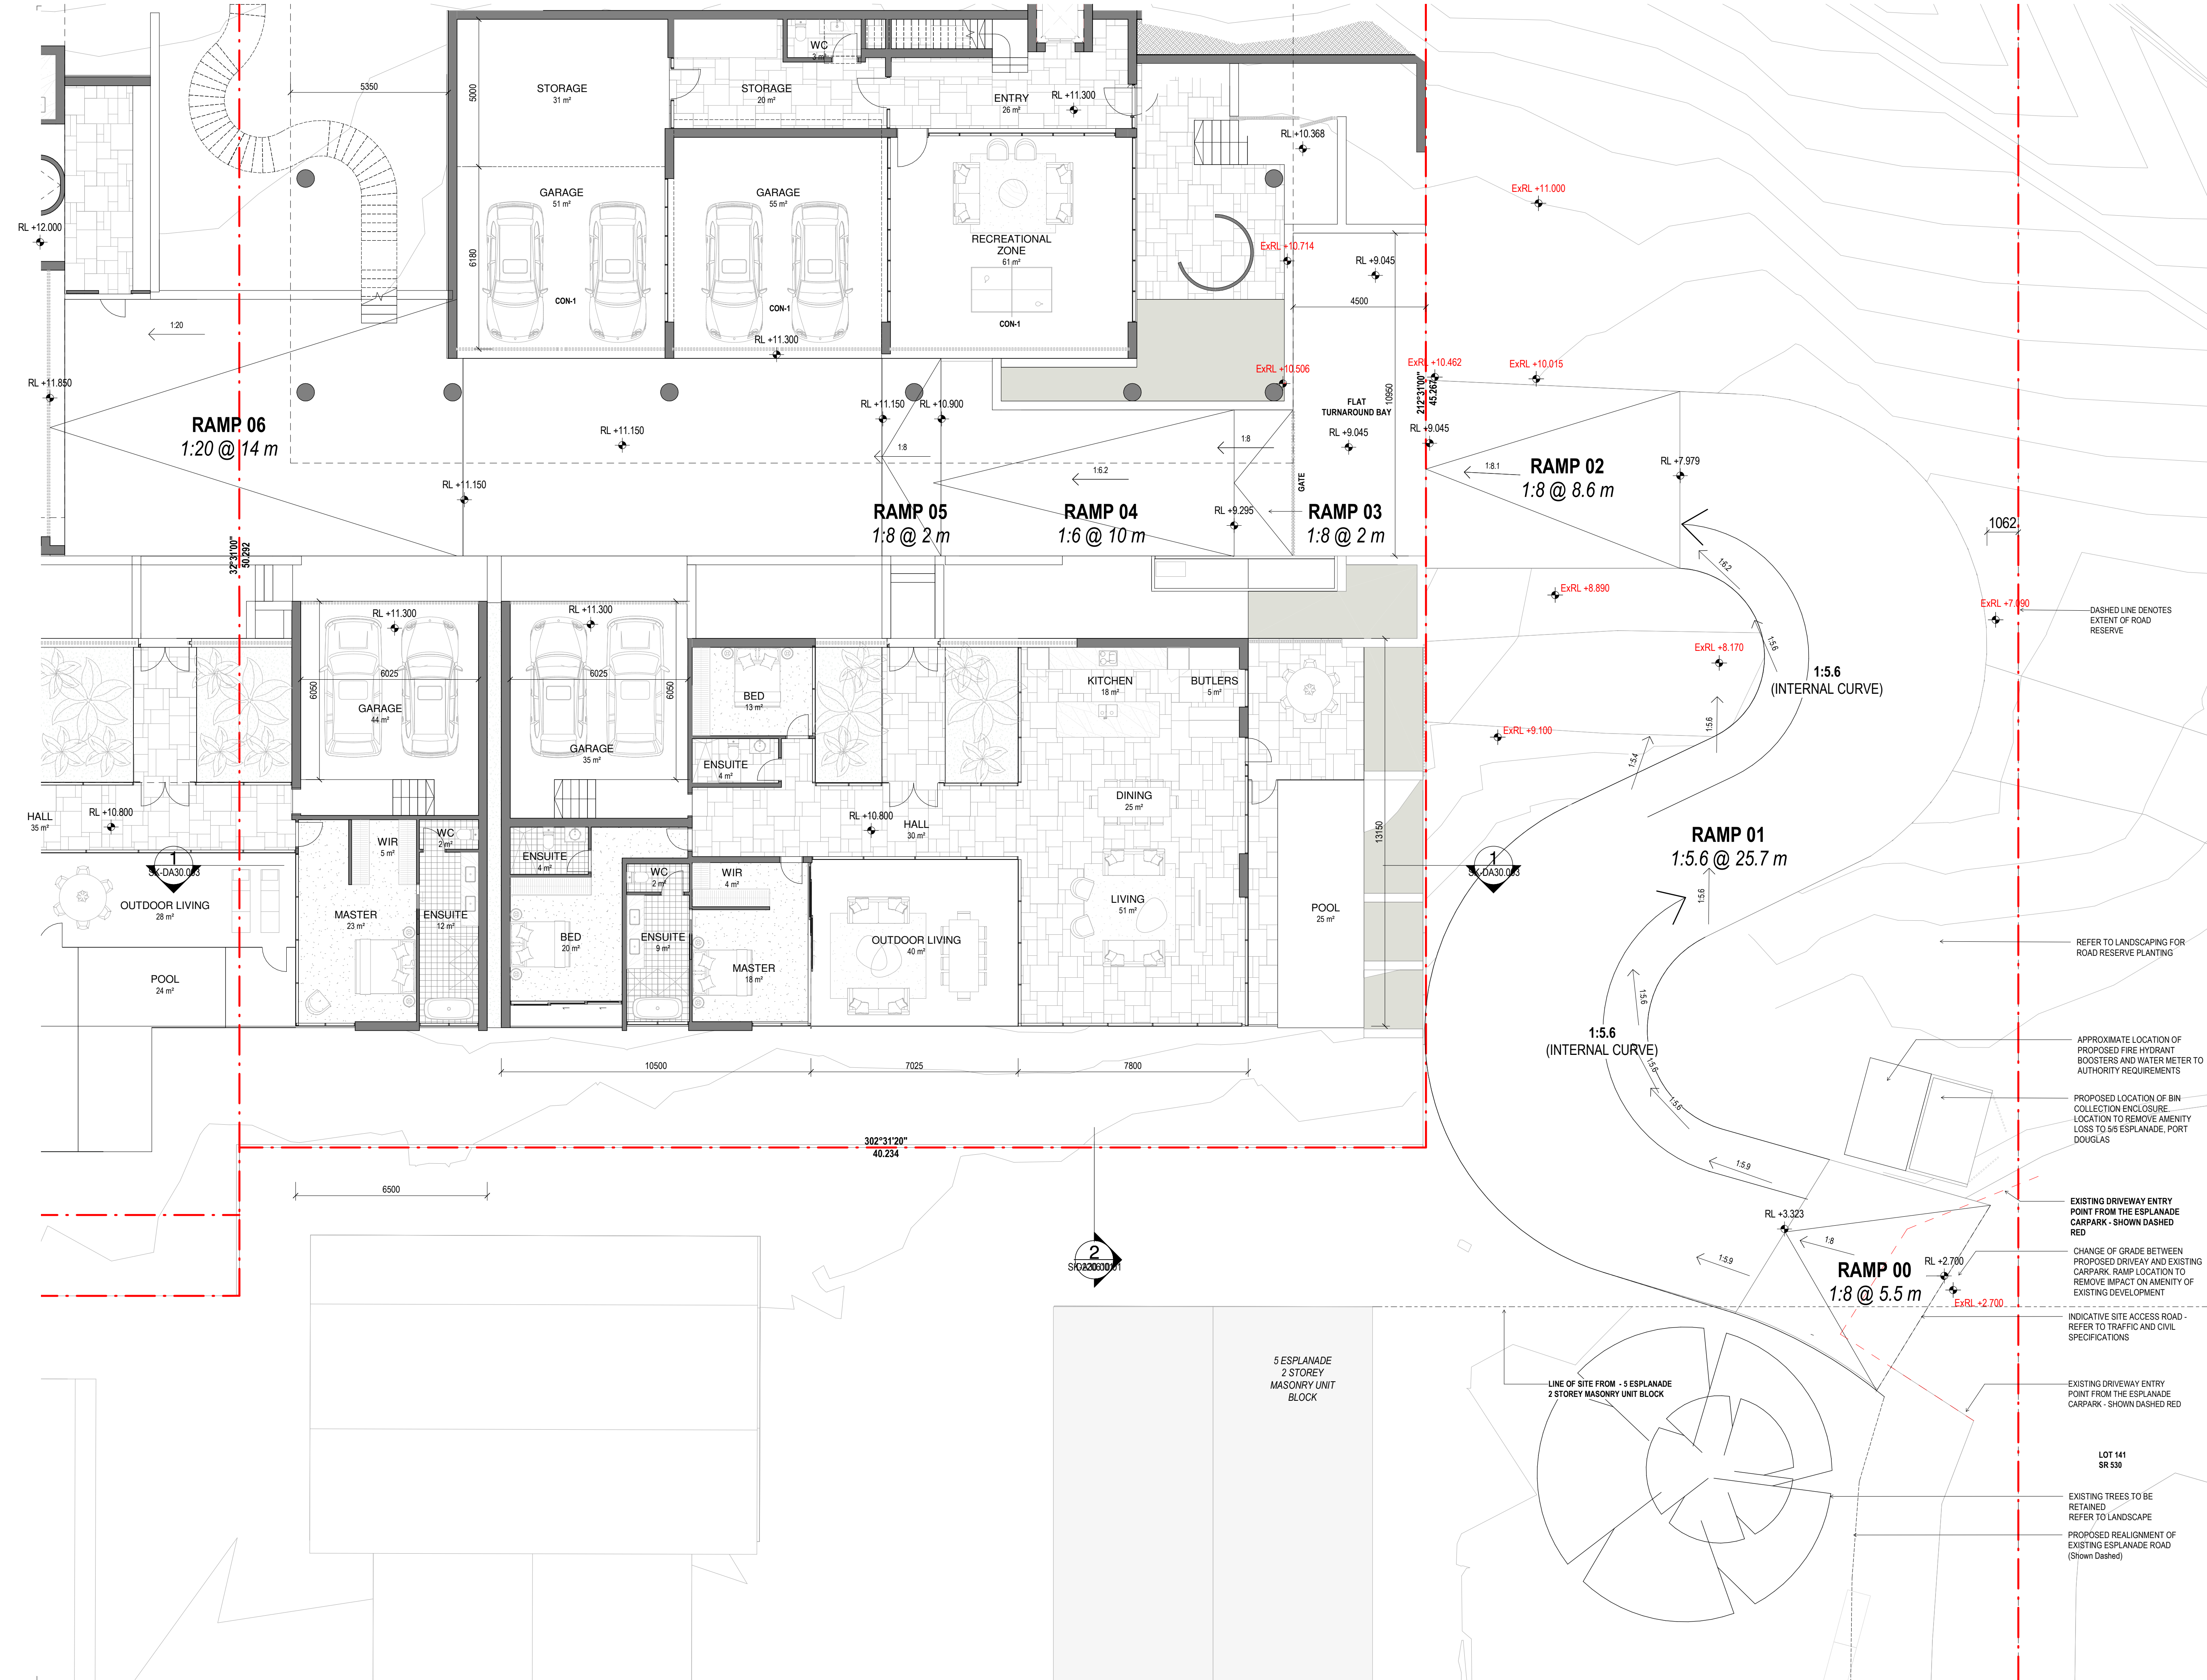 WC
3 m²
5350
5000
STORAGE
31 m²
STORAGE
20 m²
ENTRY
26 m²
RL +11.300
RL +10.368
ExRL +11.000
GARAGE
51 m²
GARAGE
55 m²
RL +12.000
RECREATIONAL
ZONE
61 m²
ExRL +10.714
RL +9.045
6180
CON-1
CON-1
CON-1
4500
1:20
RL +11.300
ExRL +10.506
ExRL +10.462
ExRL +10.015
RL +11.850
212°31'00"
45.267
10950
FLAT
TURNAROUND BAY
RL +9.045
RL +9.045
RL +11.150
RL +10.900
RAMP 06
1:20 @ 14 m
RL +11.150
1:8
1:8
1:6.2
1:8.1
RAMP 02
1:8 @ 8.6 m
RL +7.979
RL +11.150
GATE
RAMP 05
1:8 @ 2 m
RAMP 04
1:6 @ 10 m
RL +9.295
RAMP 03
1:8 @ 2 m
1062
32°31'00"
50.292
1:6.2
ExRL +8.890
ExRL +7.090
DASHED LINE DENOTES
EXTENT OF ROAD
RESERVE
RL +11.300
RL +11.300
1:5.6
ExRL +8.170
6025
6025
6050
6050
1:5.6
(INTERNAL CURVE)
KITCHEN
18 m²
BUTLERS
5 m²
BED
13 m²
GARAGE
44 m²
1:5.6
ExRL +9.100
GARAGE
35 m²
ENSUITE
4 m²
1:5.4
DINING
25 m²
HALL
35 m²
RL +10.800
RL +10.800
HALL
30 m²
13150
RAMP 01
1:5.6 @ 25.7 m
WC
2 m²
WIR
5 m²
ENSUITE
4 m²
1
SK-DA30.003
1
SK-DA30.003
WC
2 m²
WIR
4 m²
1:5.6
OUTDOOR LIVING
28 m²
MASTER
23 m²
ENSUITE
12 m²
LIVING
51 m²
POOL
25 m²
BED
20 m²
ENSUITE
9 m²
OUTDOOR LIVING
40 m²
REFER TO LANDSCAPING FOR
ROAD RESERVE PLANTING
MASTER
18 m²
POOL
24 m²
1:5.6
1:5.6
(INTERNAL CURVE)
APPROXIMATE LOCATION OF
PROPOSED FIRE HYDRANT
BOOSTERS AND WATER METER TO
AUTHORITY REQUIREMENTS
10500
7025
7800
1:5.6
1:5.6
PROPOSED LOCATION OF BIN
COLLECTION ENCLOSURE.
LOCATION TO REMOVE AMENITY
LOSS TO 5/5 ESPLANADE, PORT
DOUGLAS
302°31'20"
40.234
1:5.9
6500
EXISTING DRIVEWAY ENTRY
POINT FROM THE ESPLANADE
CARPARK - SHOWN DASHED
RED
RL +3.323
1:8
2
1:5.9
RAMP 00
1:8 @ 5.5 m
RL +2.700
ExRL +2.700
CHANGE OF GRADE BETWEEN
PROPOSED DRIVEAY AND EXISTING
CARPARK. RAMP LOCATION TO
REMOVE IMPACT ON AMENITY OF
EXISTING DEVELOPMENT
INDICATIVE SITE ACCESS ROAD -
REFER TO TRAFFIC AND CIVIL
SPECIFICATIONS
5 ESPLANADE
2 STOREY
MASONRY UNIT
BLOCK
LINE OF SITE FROM - 5 ESPLANADE
2 STOREY MASONRY UNIT BLOCK
EXISTING DRIVEWAY ENTRY
POINT FROM THE ESPLANADE
CARPARK - SHOWN DASHED RED
LOT 141
SR 530
EXISTING TREES TO BE
RETAINED
REFER TO LANDSCAPE
PROPOSED REALIGNMENT OF
EXISTING ESPLANADE ROAD
(Shown Dashed)